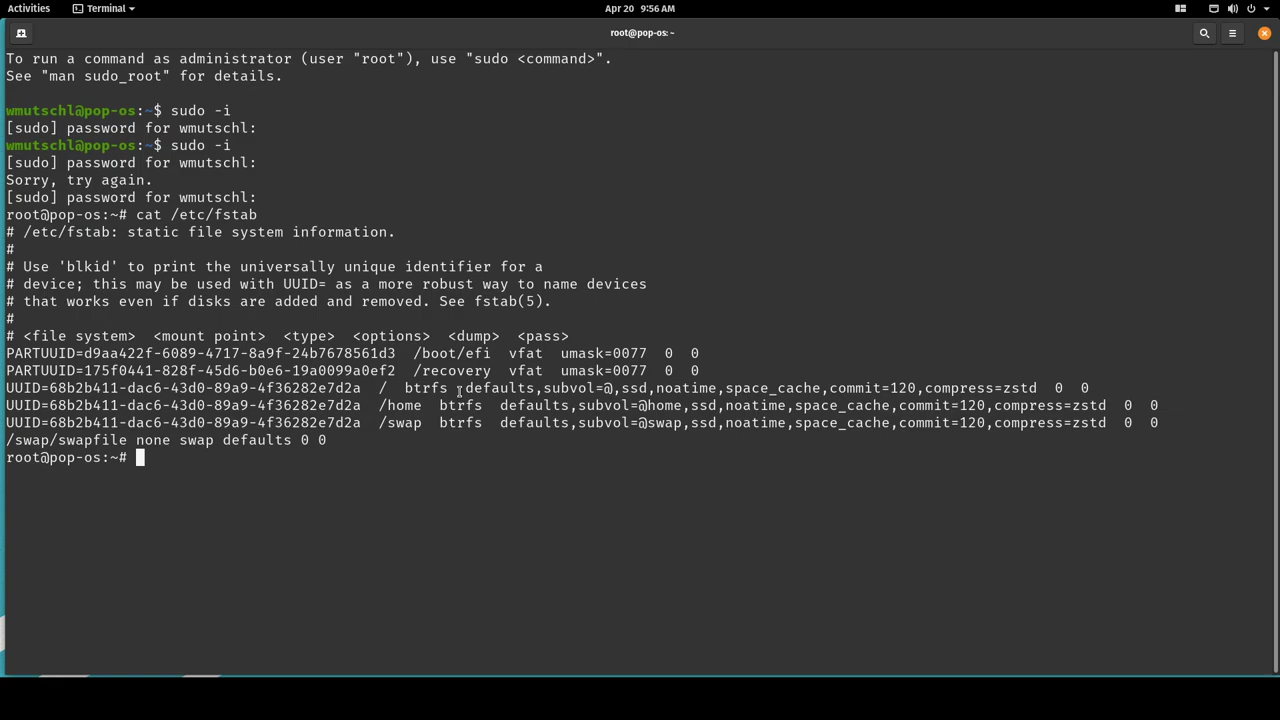 Activities Terminal Apr 20 9:56 AM
root@pop-os: ~
To run a command as administrator (user "root"), use "sudo <command>".
See "man sudo_root" for details.
wmutschl@pop-os:~$ sudo -i
[sudo] password for wmutschl:
wmutschl@pop-os:~$ sudo -i
[sudo] password for wmutschl:
Sorry, try again.
[sudo] password for wmutschl:
root@pop-os:~# cat /etc/fstab
# /etc/fstab: static file system information.
#
# Use 'blkid' to print the universally unique identifier for a
# device; this may be used with UUID= as a more robust way to name devices
# that works even if disks are added and removed. See fstab(5).
#
# <file system>  <mount point>  <type>  <options>  <dump>  <pass>
PARTUUID=d9aa422f-6089-4717-8a9f-24b7678561d3  /boot/efi  vfat  umask=0077  0  0
PARTUUID=175f0441-828f-45d6-b0e6-19a0099a0ef2  /recovery  vfat  umask=0077  0  0
UUID=68b2b411-dac6-43d0-89a9-4f36282e7d2a  /  btrfs  defaults,subvol=@,ssd,noatime,space_cache,commit=120,compress=zstd  0  0
UUID=68b2b411-dac6-43d0-89a9-4f36282e7d2a  /home  btrfs  defaults,subvol=@home,ssd,noatime,space_cache,commit=120,compress=zstd  0  0
UUID=68b2b411-dac6-43d0-89a9-4f36282e7d2a  /swap  btrfs  defaults,subvol=@swap,ssd,noatime,space_cache,commit=120,compress=zstd  0  0
/swap/swapfile none swap defaults 0 0
root@pop-os:~#